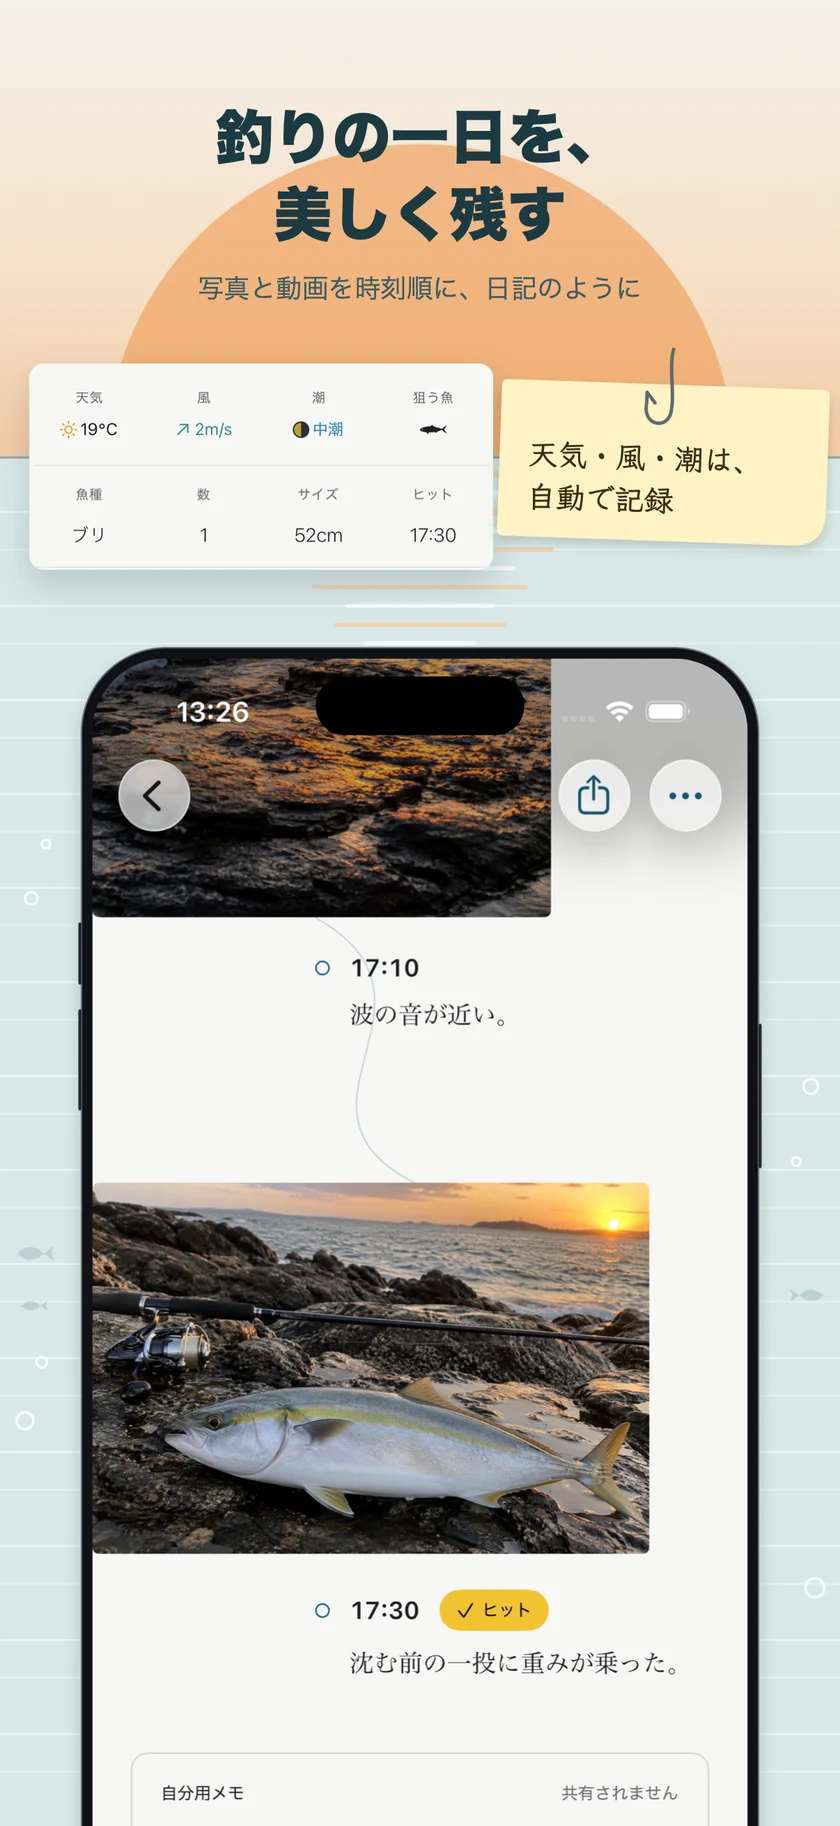 釣りの一日を、
美しく残す
写真と動画を時刻順に、日記のように
天気 風 潮 狙う魚
19°C 2m/s 中潮
魚種 数 サイズ ヒット
ブリ 1 52cm 17:30
天気・風・潮は、
自動で記録
13:26
17:10
波の音が近い。
17:30 ヒット
沈む前の一投に重みが乗った。
自分用メモ 共有されません